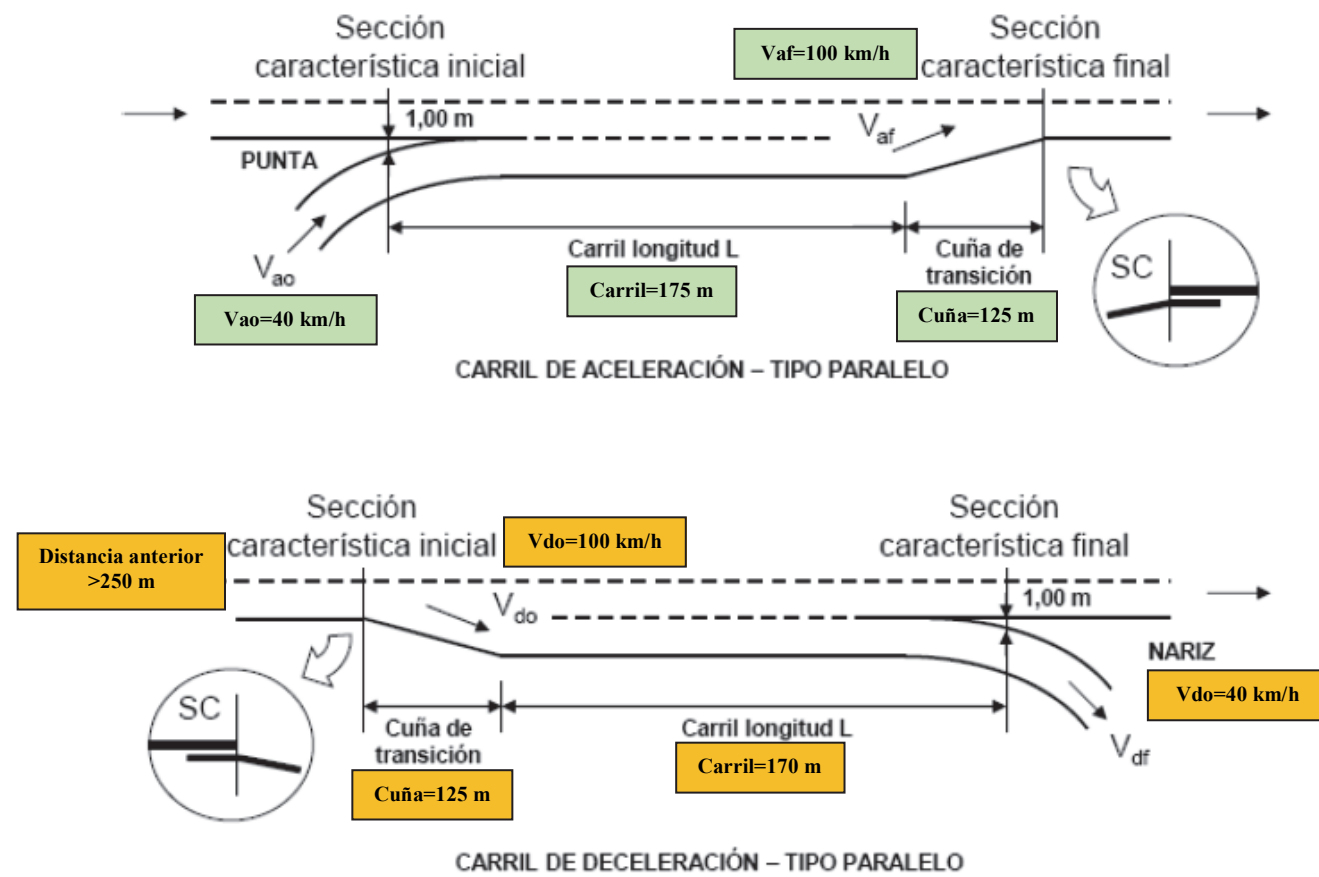 Sección
característica inicial
Vaf=100 km/h
Sección
característica final
1,00 m
PUNTA
Vaf
Vao
Vao=40 km/h
Carril longitud L
Carril=175 m
Cuña de
transición
Cuña=125 m
SC
CARRIL DE ACELERACIÓN – TIPO PARALELO
Distancia anterior
>250 m
Sección
característica inicial
Vdo=100 km/h
Sección
característica final
Vdo
1,00 m
NARIZ
Vdo=40 km/h
SC
Cuña de
transición
Cuña=125 m
Carril longitud L
Carril=170 m
Vdf
CARRIL DE DECELERACIÓN – TIPO PARALELO